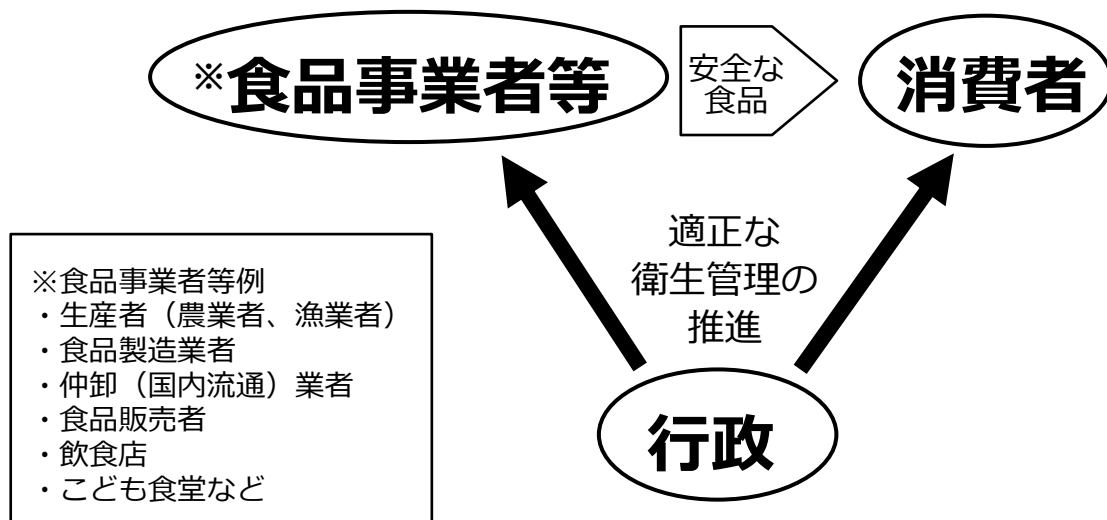 ※食品事業者等
安全な
食品
消費者
適正な
衛生管理の
推進
行政
※食品事業者等例
・生産者（農業者、漁業者）
・食品製造業者
・仲卸（国内流通）業者
・食品販売者
・飲食店
・こども食堂など